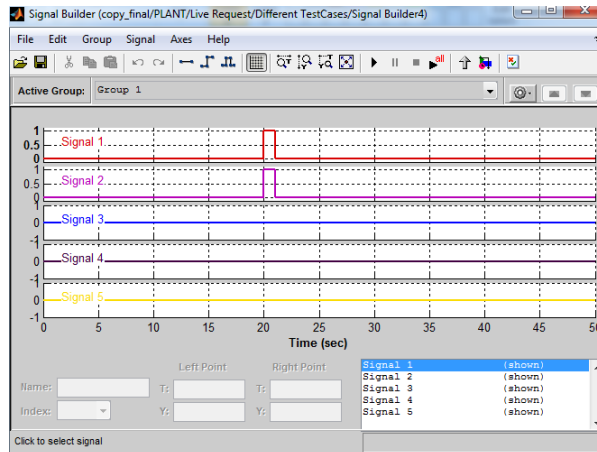 Signal Builder (copy_final/PLANT/Live Request/Different TestCases/Signal Builder4)
File Edit Group Signal Axes Help
all
Active Group: Group 1
1
0.5
0
Signal 1
1
0.5
0
Signal 2
1
0
-1
Signal 3
1
0
-1
Signal 4
1
0
-1
Signal 5
0 5 10 15 20 25 30 35 40 45
Time (sec)
Left Point Right Point
Name: T: T:
Index: Y: Y:
Signal 1 (shown)
Signal 2 (shown)
Signal 3 (shown)
Signal 4 (shown)
Signal 5 (shown)
Click to select signal